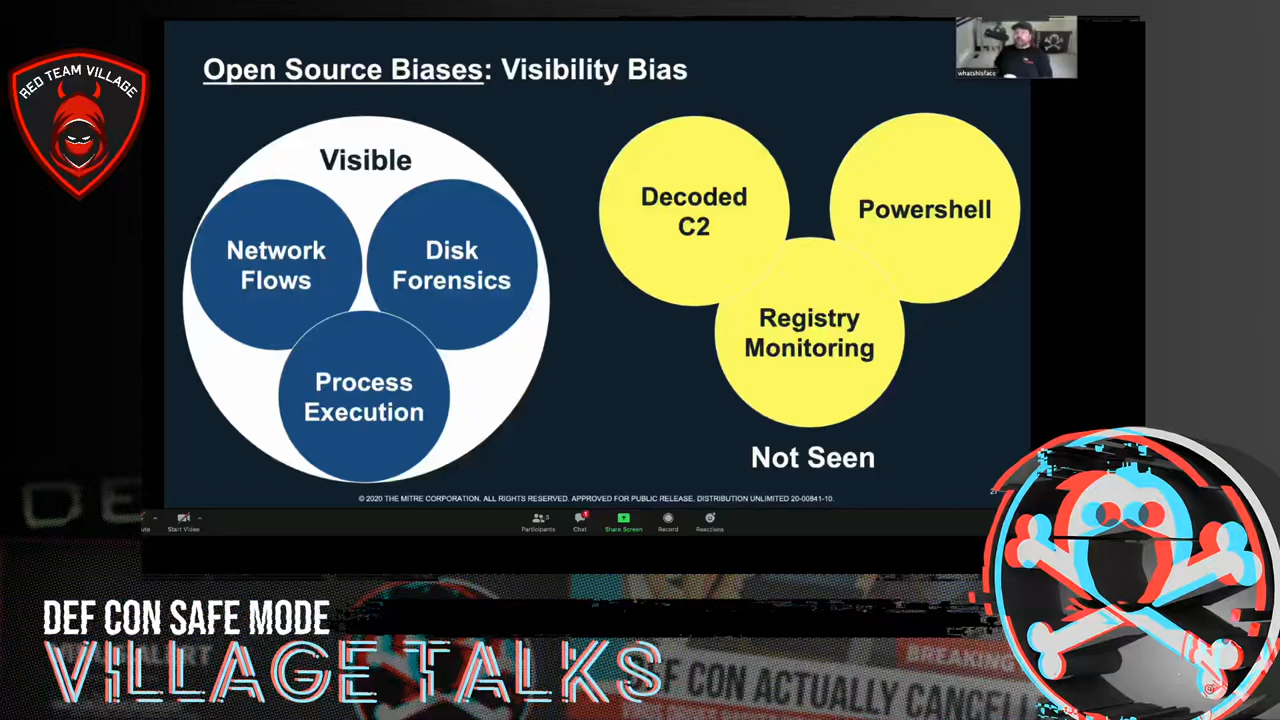 RED TEAM VILLAGE
Open Source Biases: Visibility Bias
whatshisface
Visible
Network
Flows
Disk
Forensics
Process
Execution
Decoded
C2
Powershell
Registry
Monitoring
Not Seen
© 2020 THE MITRE CORPORATION. ALL RIGHTS RESERVED. APPROVED FOR PUBLIC RELEASE. DISTRIBUTION UNLIMITED 20-00841-10.
Start Video
Participants
3
Chat
1
Share Screen
Record
Reactions
DEF CON SAFE MODE
VILLAGE TALKS
BREAKING
DEF CON ACTUALLY CANCEL